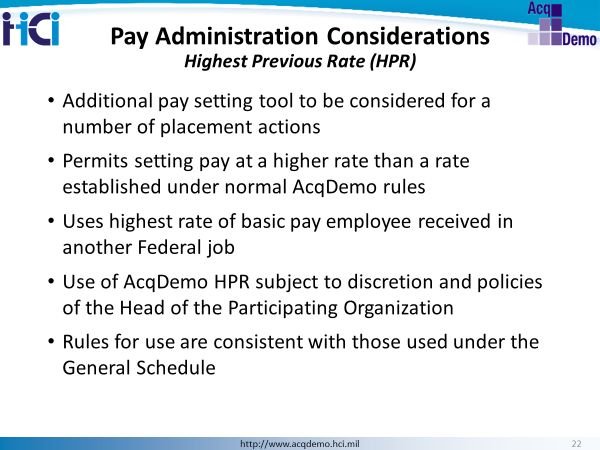 HCi
Acq
Demo
Pay Administration Considerations
Highest Previous Rate (HPR)
• Additional pay setting tool to be considered for a
number of placement actions
• Permits setting pay at a higher rate than a rate
established under normal AcqDemo rules
• Uses highest rate of basic pay employee received in
another Federal job
• Use of AcqDemo HPR subject to discretion and policies
of the Head of the Participating Organization
• Rules for use are consistent with those used under the
General Schedule
http://www.acqdemo.hci.mil
22